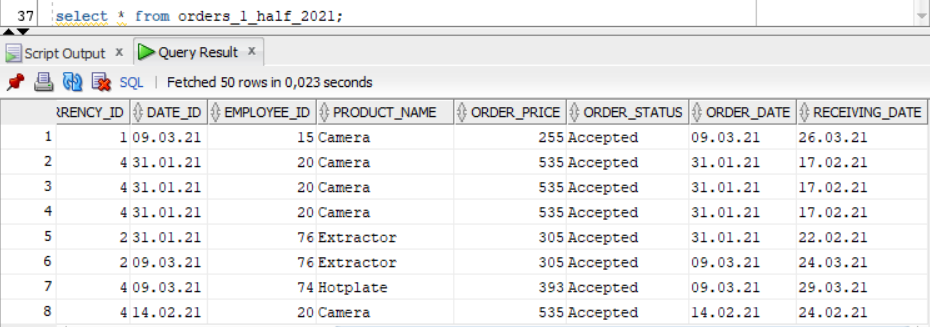 37 select * from orders_1_half_2021;
Script Output x Query Result x
SQL | Fetched 50 rows in 0,023 seconds
RRENCY_ID DATE_ID EMPLOYEE_ID PRODUCT_NAME ORDER_PRICE ORDER_STATUS ORDER_DATE RECEIVING_DATE
1 1 09.03.21 15 Camera 255 Accepted 09.03.21 26.03.21
2 4 31.01.21 20 Camera 535 Accepted 31.01.21 17.02.21
3 4 31.01.21 20 Camera 535 Accepted 31.01.21 17.02.21
4 4 31.01.21 20 Camera 535 Accepted 31.01.21 17.02.21
5 2 31.01.21 76 Extractor 305 Accepted 31.01.21 22.02.21
6 2 09.03.21 76 Extractor 305 Accepted 09.03.21 24.03.21
7 4 09.03.21 74 Hotplate 393 Accepted 09.03.21 29.03.21
8 4 14.02.21 20 Camera 535 Accepted 14.02.21 24.02.21